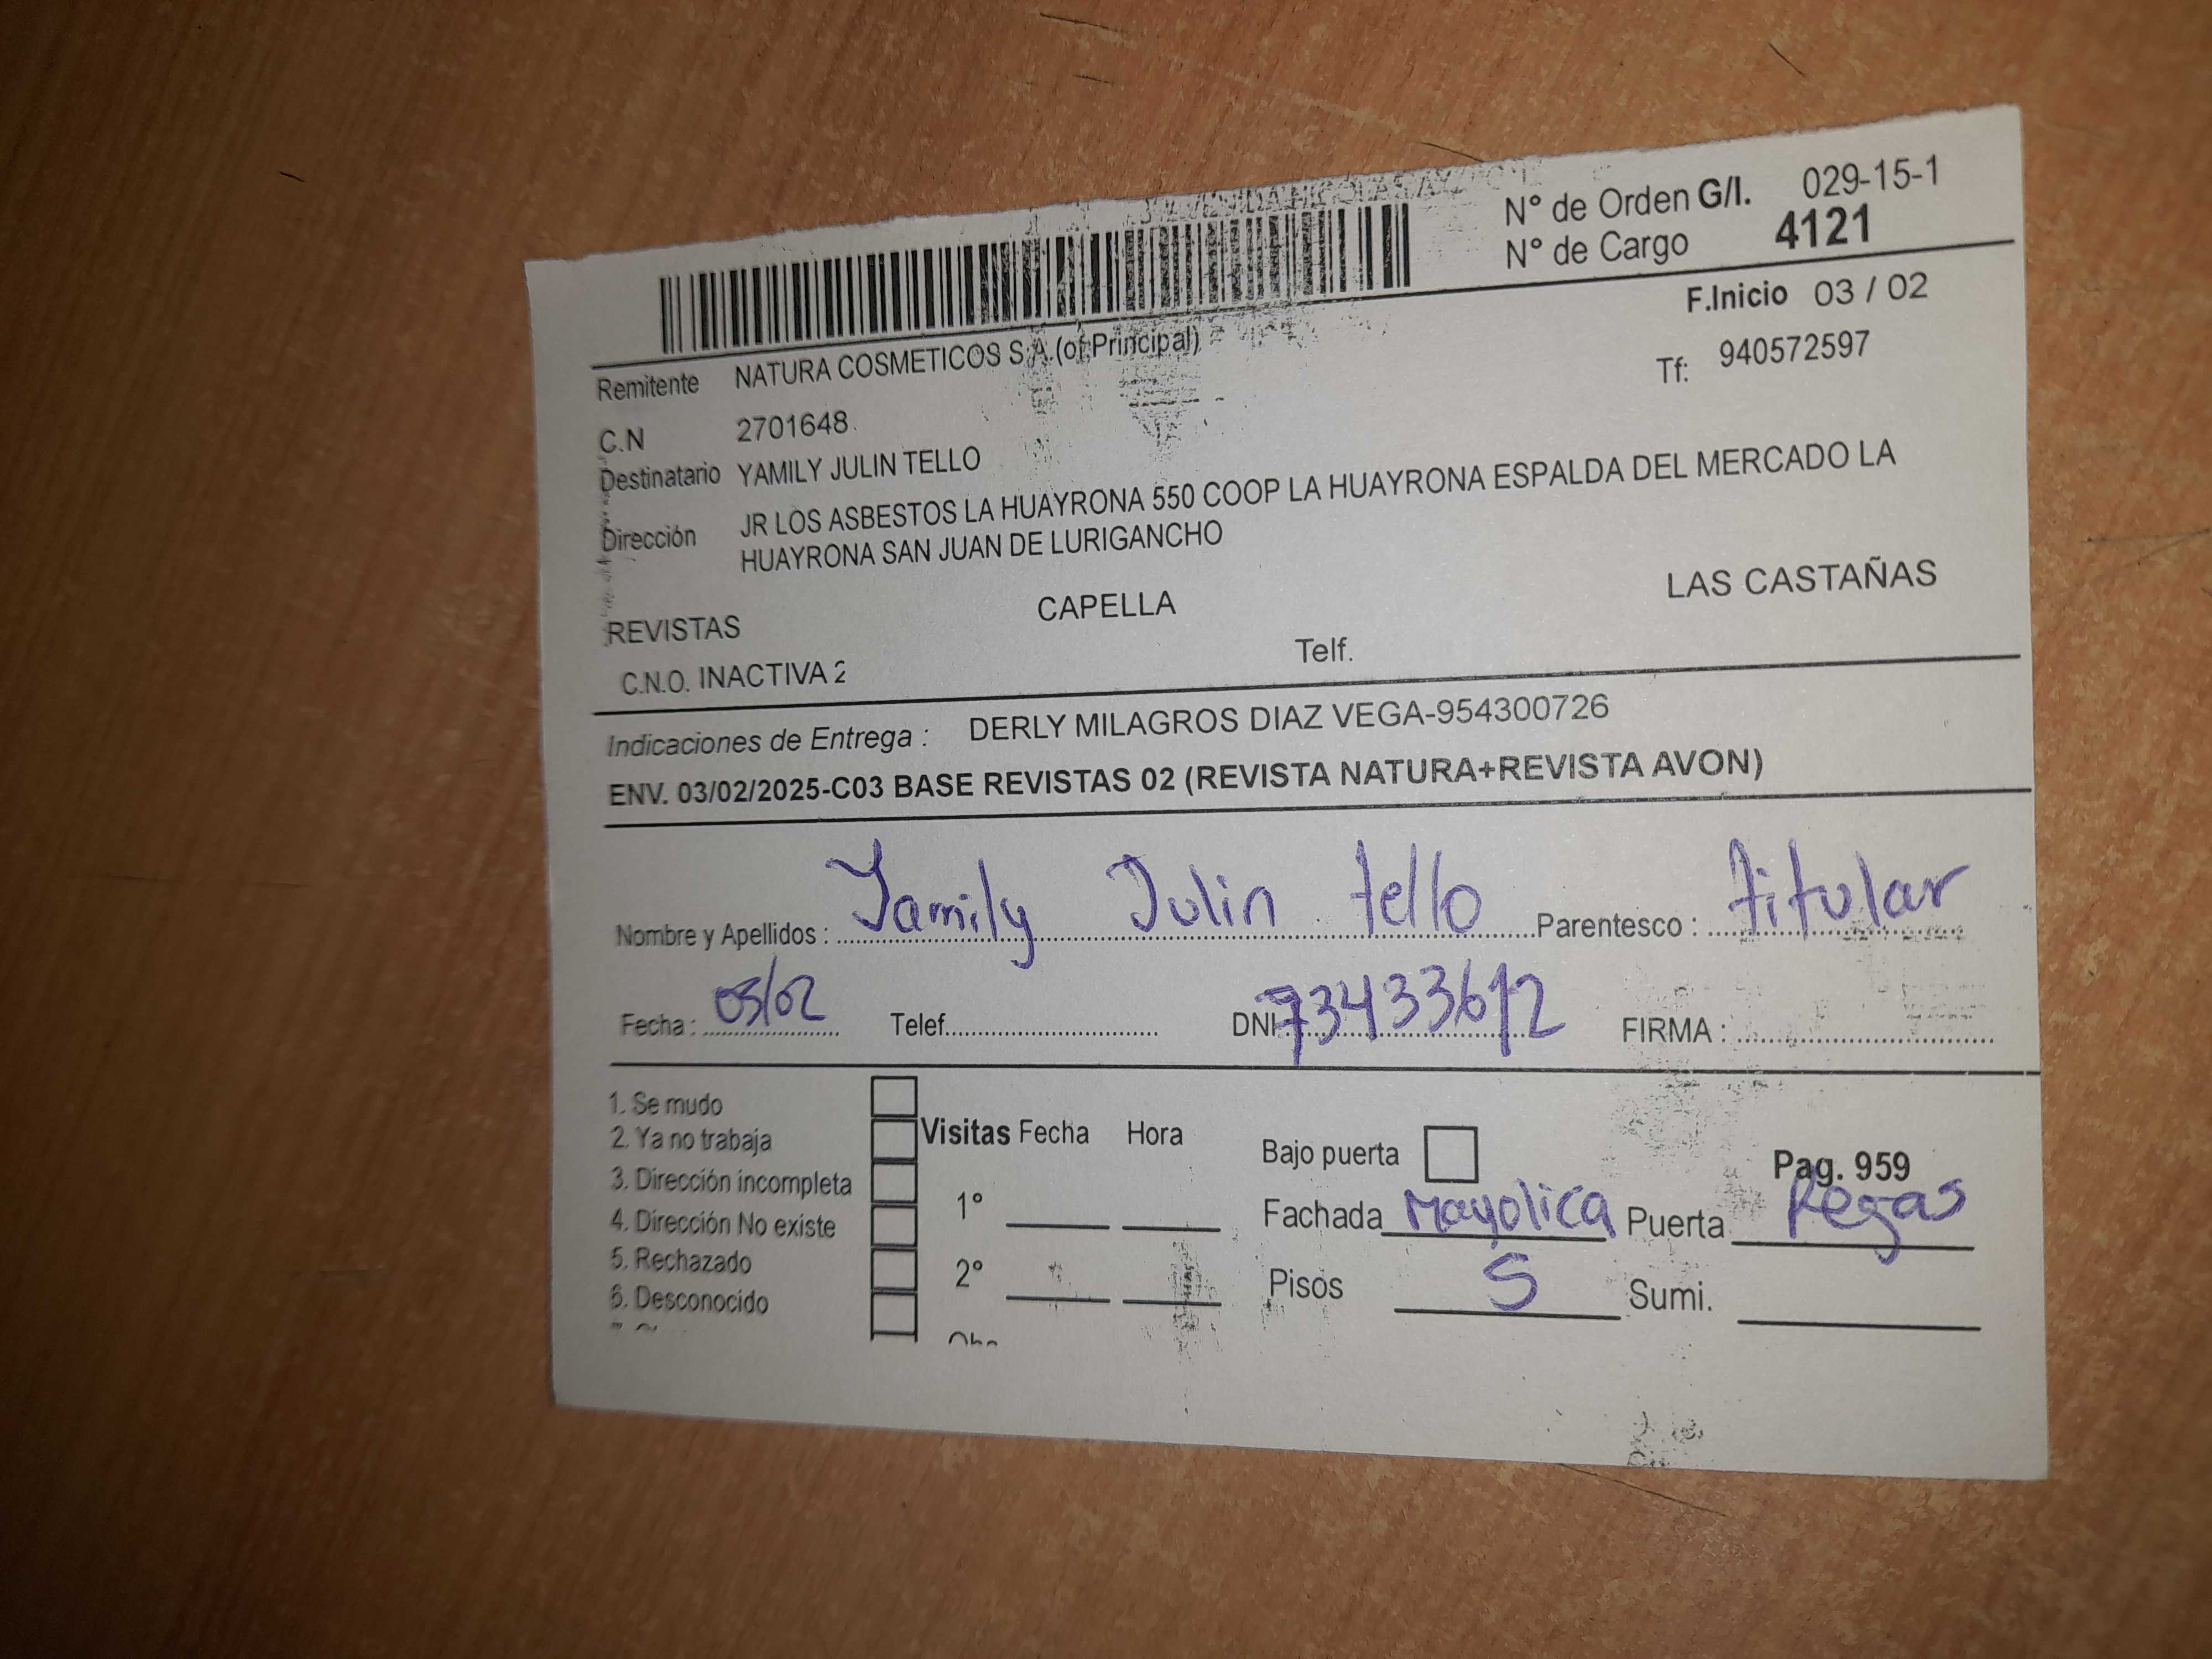 N° de Orden G/I. 029-15-1
N° de Cargo 4121
F.Inicio 03 / 02
Remitente NATURA COSMETICOS S.A.(of.Principal)
Tf: 940572597
C.N 2701648
Destinatario YAMILY JULIN TELLO
Dirección JR LOS ASBESTOS LA HUAYRONA 550 COOP LA HUAYRONA ESPALDA DEL MERCADO LA
HUAYRONA SAN JUAN DE LURIGANCHO
REVISTAS CAPELLA LAS CASTAÑAS
C.N.O. INACTIVA 2 Telf.
Indicaciones de Entrega : DERLY MILAGROS DIAZ VEGA-954300726
ENV. 03/02/2025-C03 BASE REVISTAS 02 (REVISTA NATURA+REVISTA AVON)
Nombre y Apellidos : Yamily Julin tello Parentesco : titular
Fecha : 03/02 Telef. DNI 73433612 FIRMA :
1. Se mudo
2. Ya no trabaja
3. Dirección incompleta
4. Dirección No existe
5. Rechazado
6. Desconocido
Visitas Fecha Hora
1°
2°
Bajo puerta Pag. 959
Fachada Mayolica Puerta Regas
Pisos 5 Sumi.